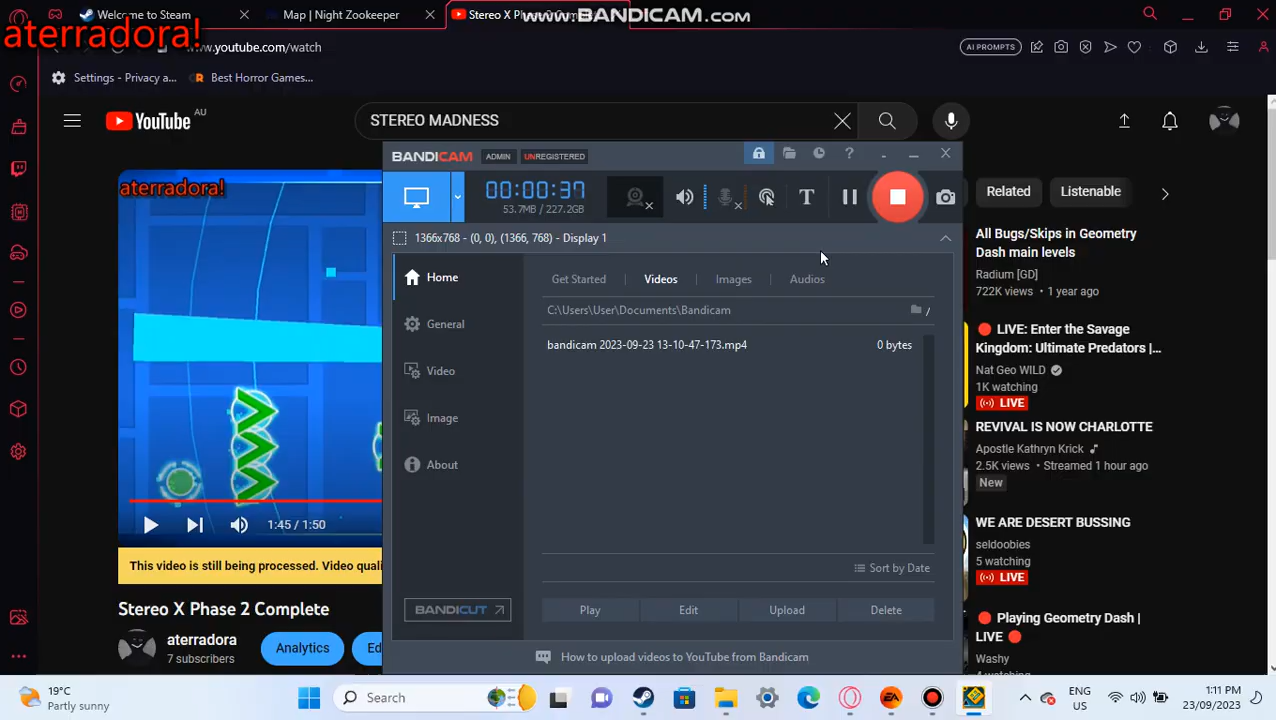 Welcome to Steam
Map | Night Zookeeper
Stereo X Phase 2 Com
www.BANDICAM.com
aterradora!
www.youtube.com/watch
AI PROMPTS
Settings - Privacy a...
CR Best Horror Games...
YouTube AU
STEREO MADNESS
BANDICAM ADMIN UNREGISTERED
00:00:37
53.7MB / 227.2GB
1366x768 - (0, 0), (1366, 768) - Display 1
Home
General
Video
Image
About
BANDICUT
Get Started
Videos
Images
Audios
C:\Users\User\Documents\Bandicam
/
bandicam 2023-09-23 13-10-47-173.mp4 0 bytes
Sort by Date
Play
Edit
Upload
Delete
How to upload videos to YouTube from Bandicam
aterradora!
1:45 / 1:50
This video is still being processed. Video quali
Stereo X Phase 2 Complete
aterradora
7 subscribers
Analytics
Ed
Related
Listenable
All Bugs/Skips in Geometry
Dash main levels
Radium [GD]
722K views • 1 year ago
LIVE: Enter the Savage
Kingdom: Ultimate Predators |...
Nat Geo WILD
1K watching
LIVE
REVIVAL IS NOW CHARLOTTE
Apostle Kathryn Krick
2.5K views • Streamed 1 hour ago
New
WE ARE DESERT BUSSING
seldoobies
5 watching
LIVE
Playing Geometry Dash |
LIVE
Washy
19°C
Partly sunny
Search
ENG
US
1:11 PM
23/09/2023